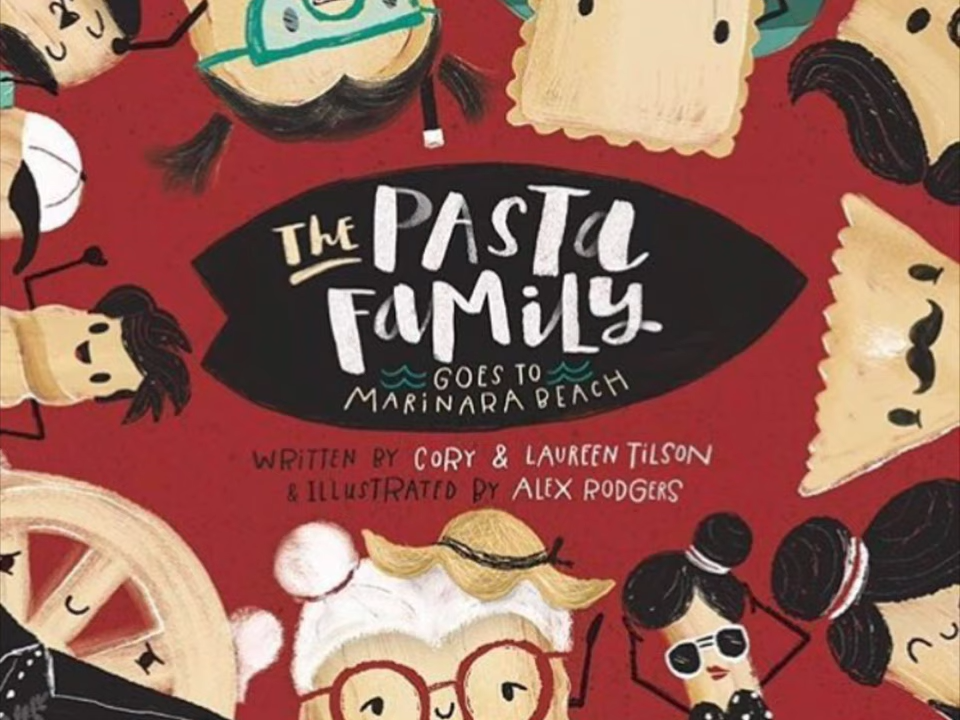 The PASTA
FAMiLy
GOES TO
MARiNARA BEACH
WRiTTEN BY CORY & LAUREEN TiLSON
& iLLUSTRATED BY ALEX RODGERS